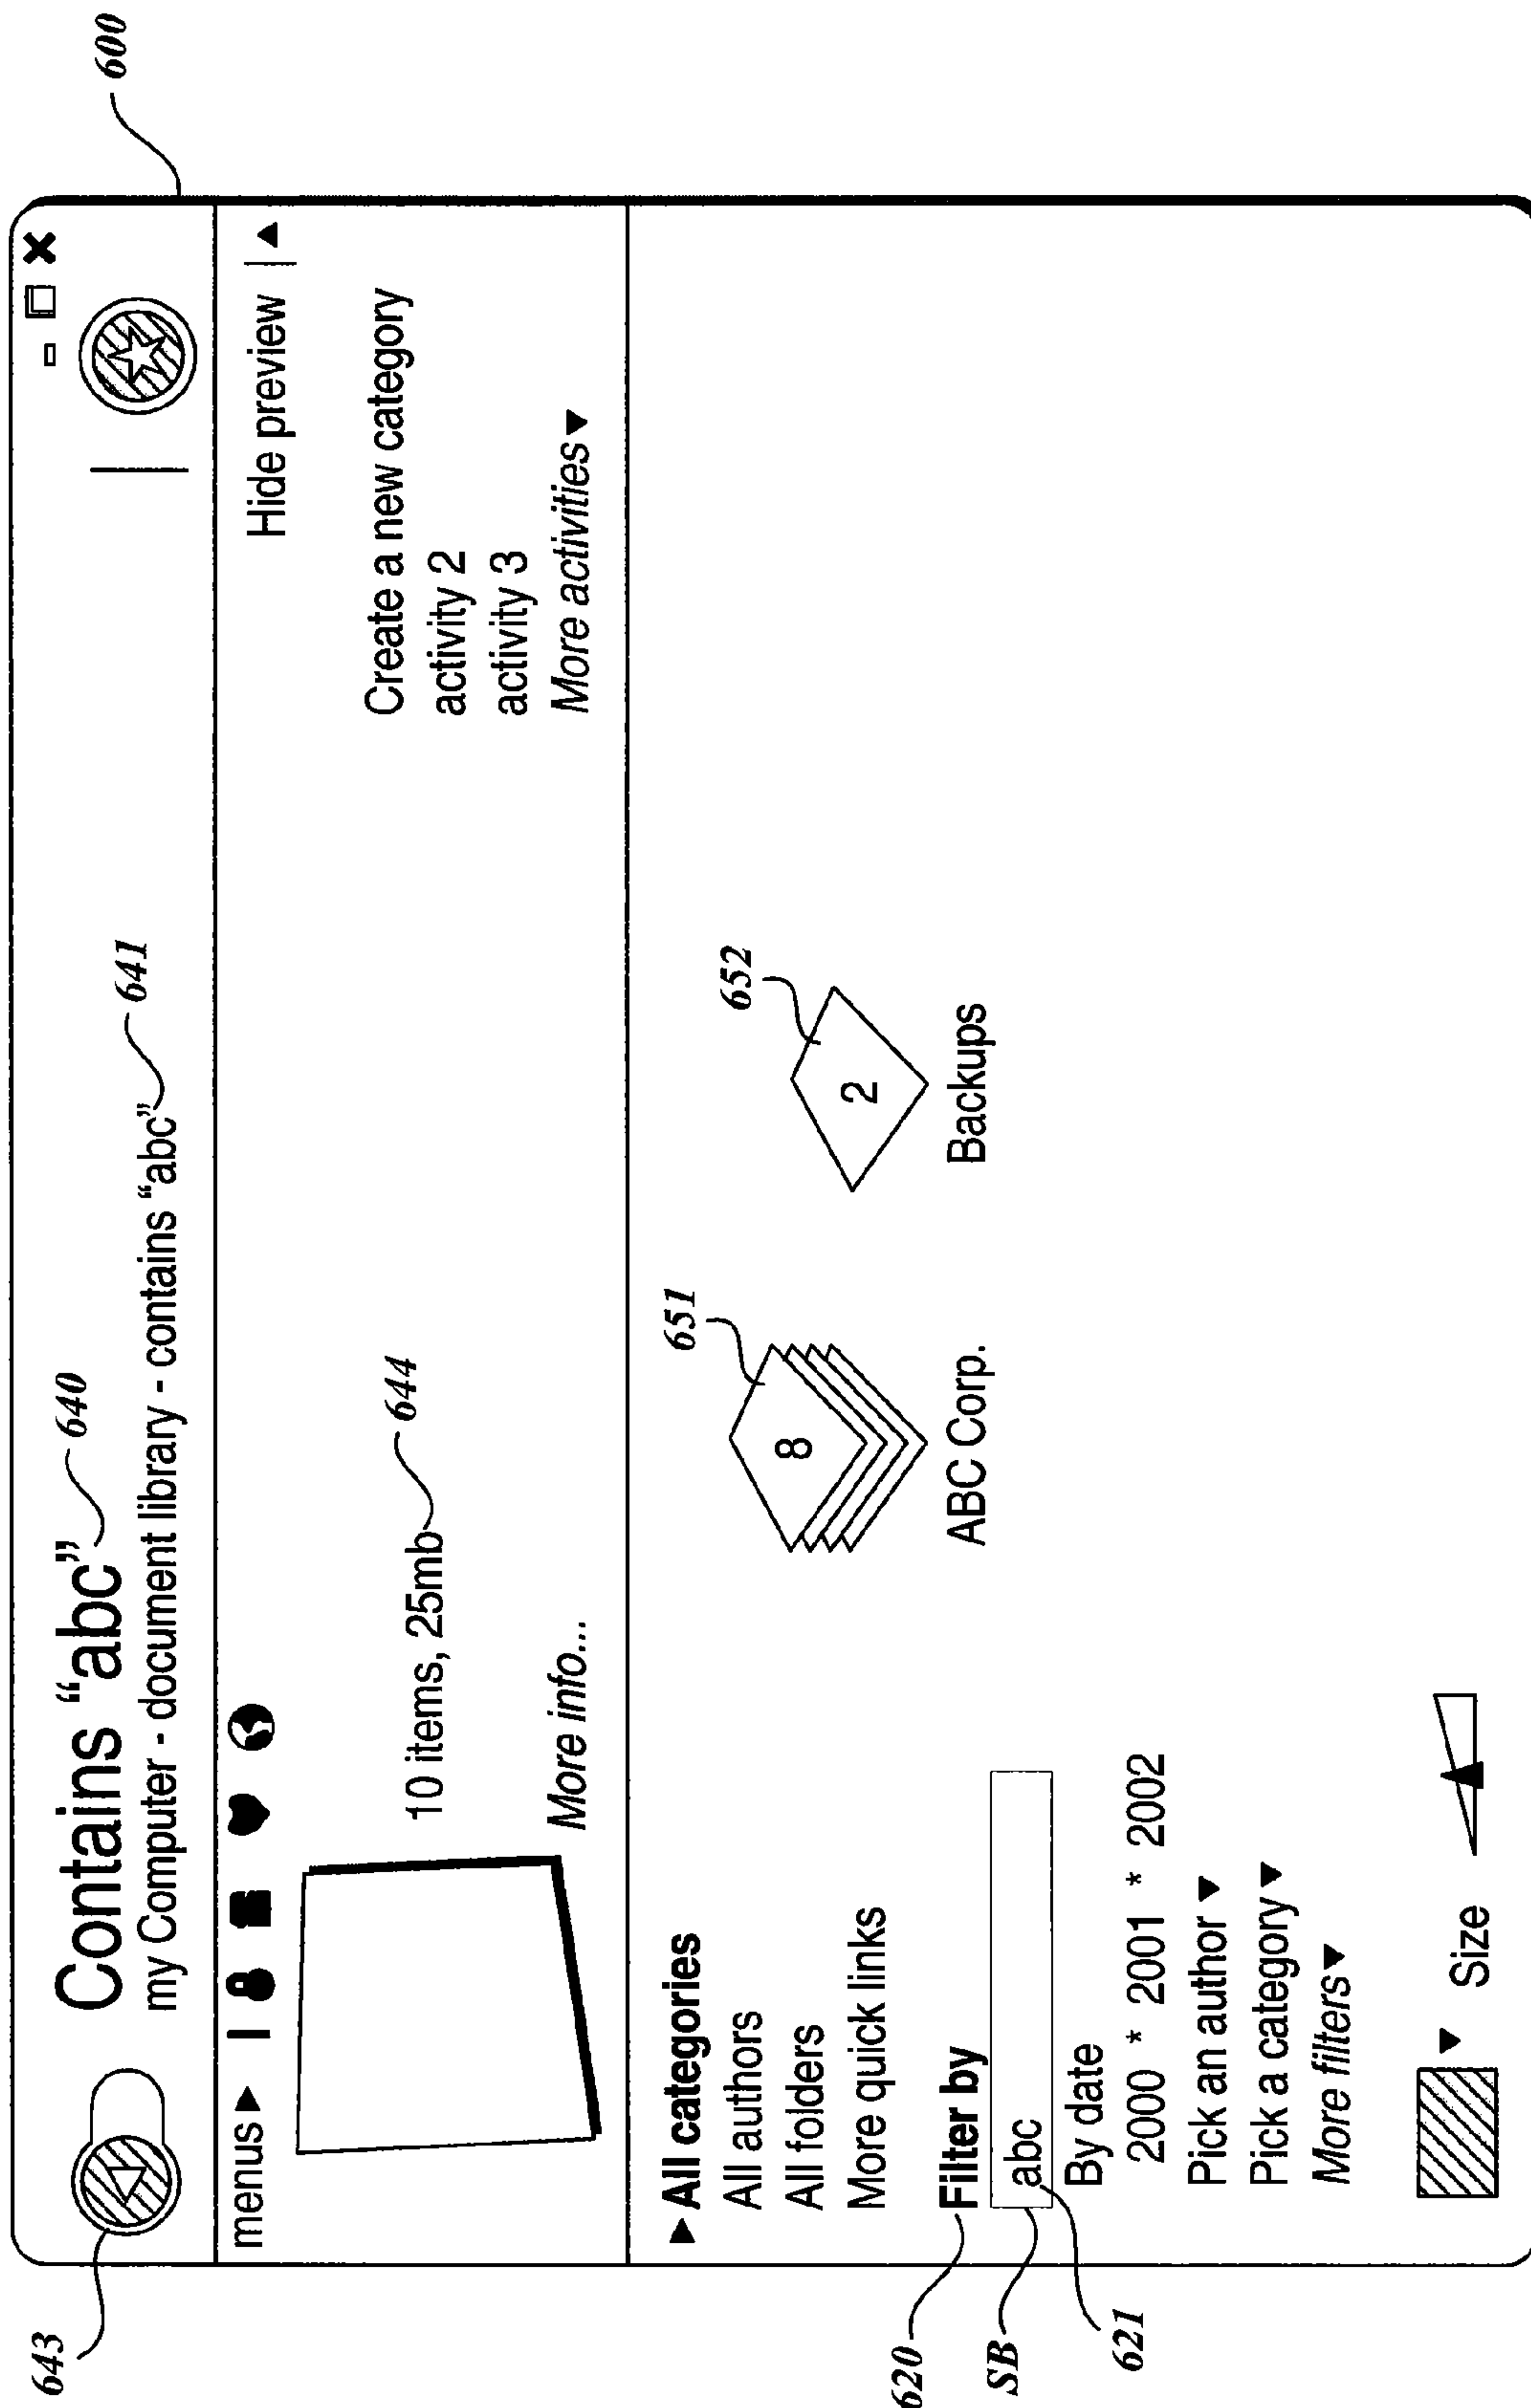 600
643
Contains “abc”
640
my Computer - document library - contains “abc”
641
menus
Hide preview
10 items, 25mb
644
More info...
Create a new category
activity 2
activity 3
More activities
All categories
All authors
All folders
More quick links
620
Filter by
SB
abc
621
By date
2000 * 2001 * 2002
Pick an author
Pick a category
More filters
Size
651
8
ABC Corp.
652
2
Backups